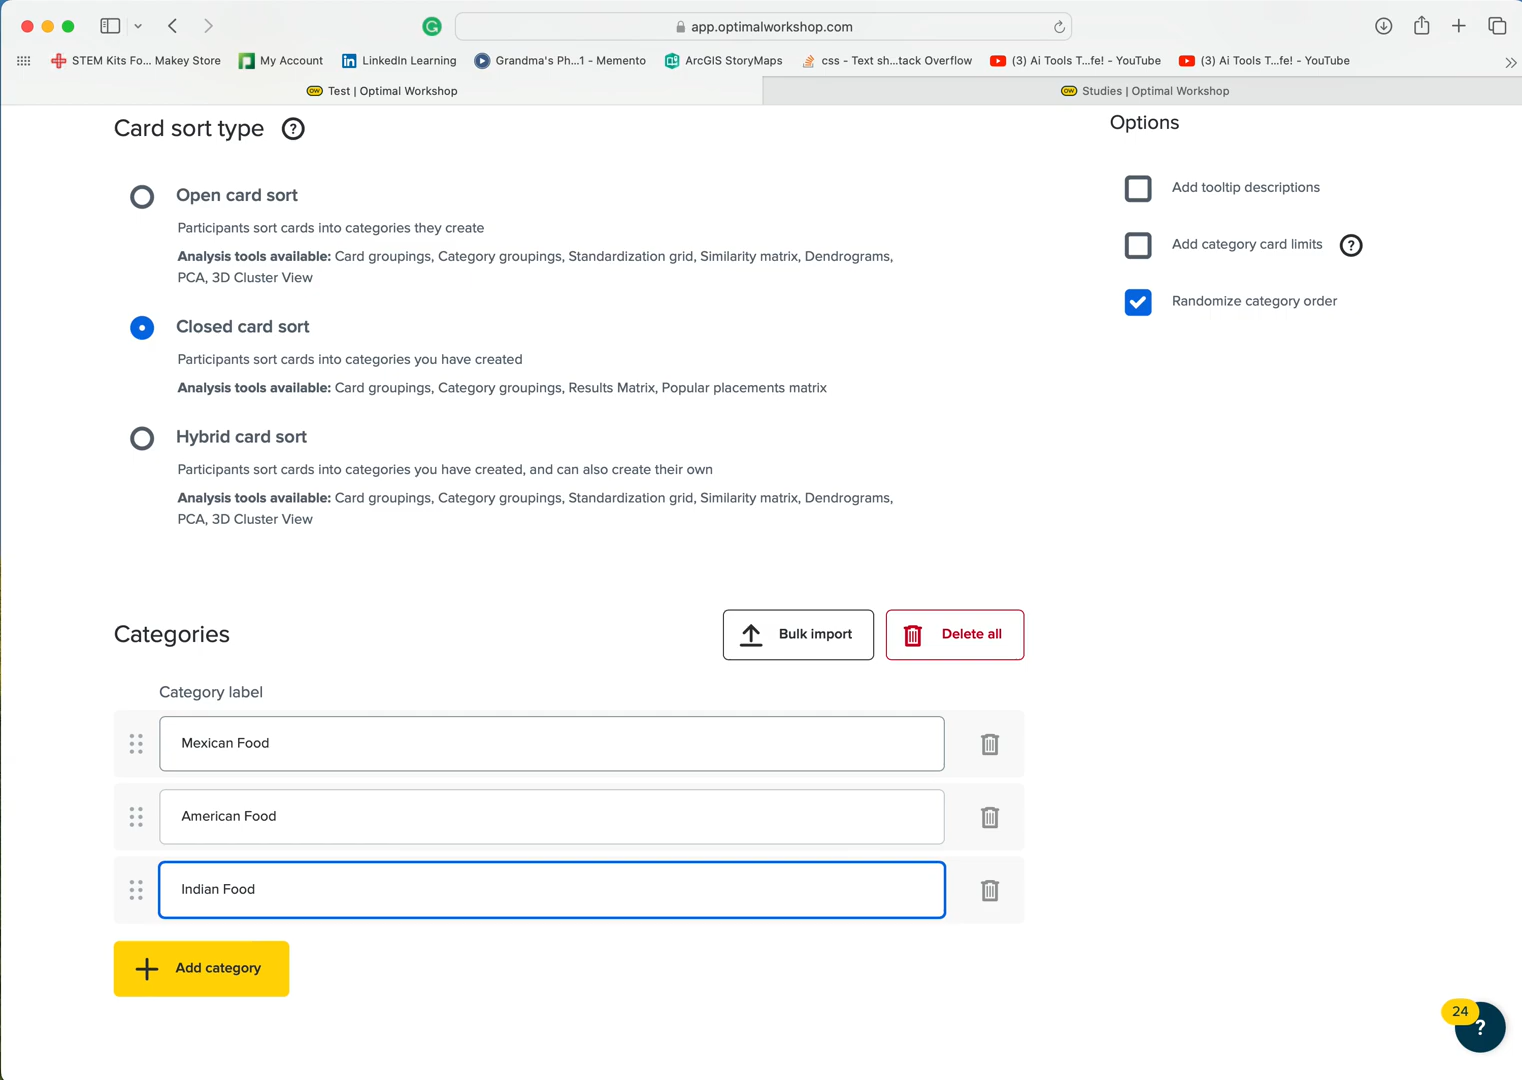 app.optimalworkshop.com
STEM Kits Fo... Makey Store
My Account
LinkedIn Learning
Grandma's Ph...1 - Memento
ArcGIS StoryMaps
css - Text sh...tack Overflow
(3) Ai Tools T...fe! - YouTube
(3) Ai Tools T...fe! - YouTube
OW Test | Optimal Workshop
OW Studies | Optimal Workshop
Card sort type ?
Open card sort
Participants sort cards into categories they create
Analysis tools available: Card groupings, Category groupings, Standardization grid, Similarity matrix, Dendrograms,
PCA, 3D Cluster View
Closed card sort
Participants sort cards into categories you have created
Analysis tools available: Card groupings, Category groupings, Results Matrix, Popular placements matrix
Hybrid card sort
Participants sort cards into categories you have created, and can also create their own
Analysis tools available: Card groupings, Category groupings, Standardization grid, Similarity matrix, Dendrograms,
PCA, 3D Cluster View
Options
Add tooltip descriptions
Add category card limits ?
Randomize category order
Categories
Bulk import
Delete all
Category label
Mexican Food
American Food
Indian Food
Add category
24
?